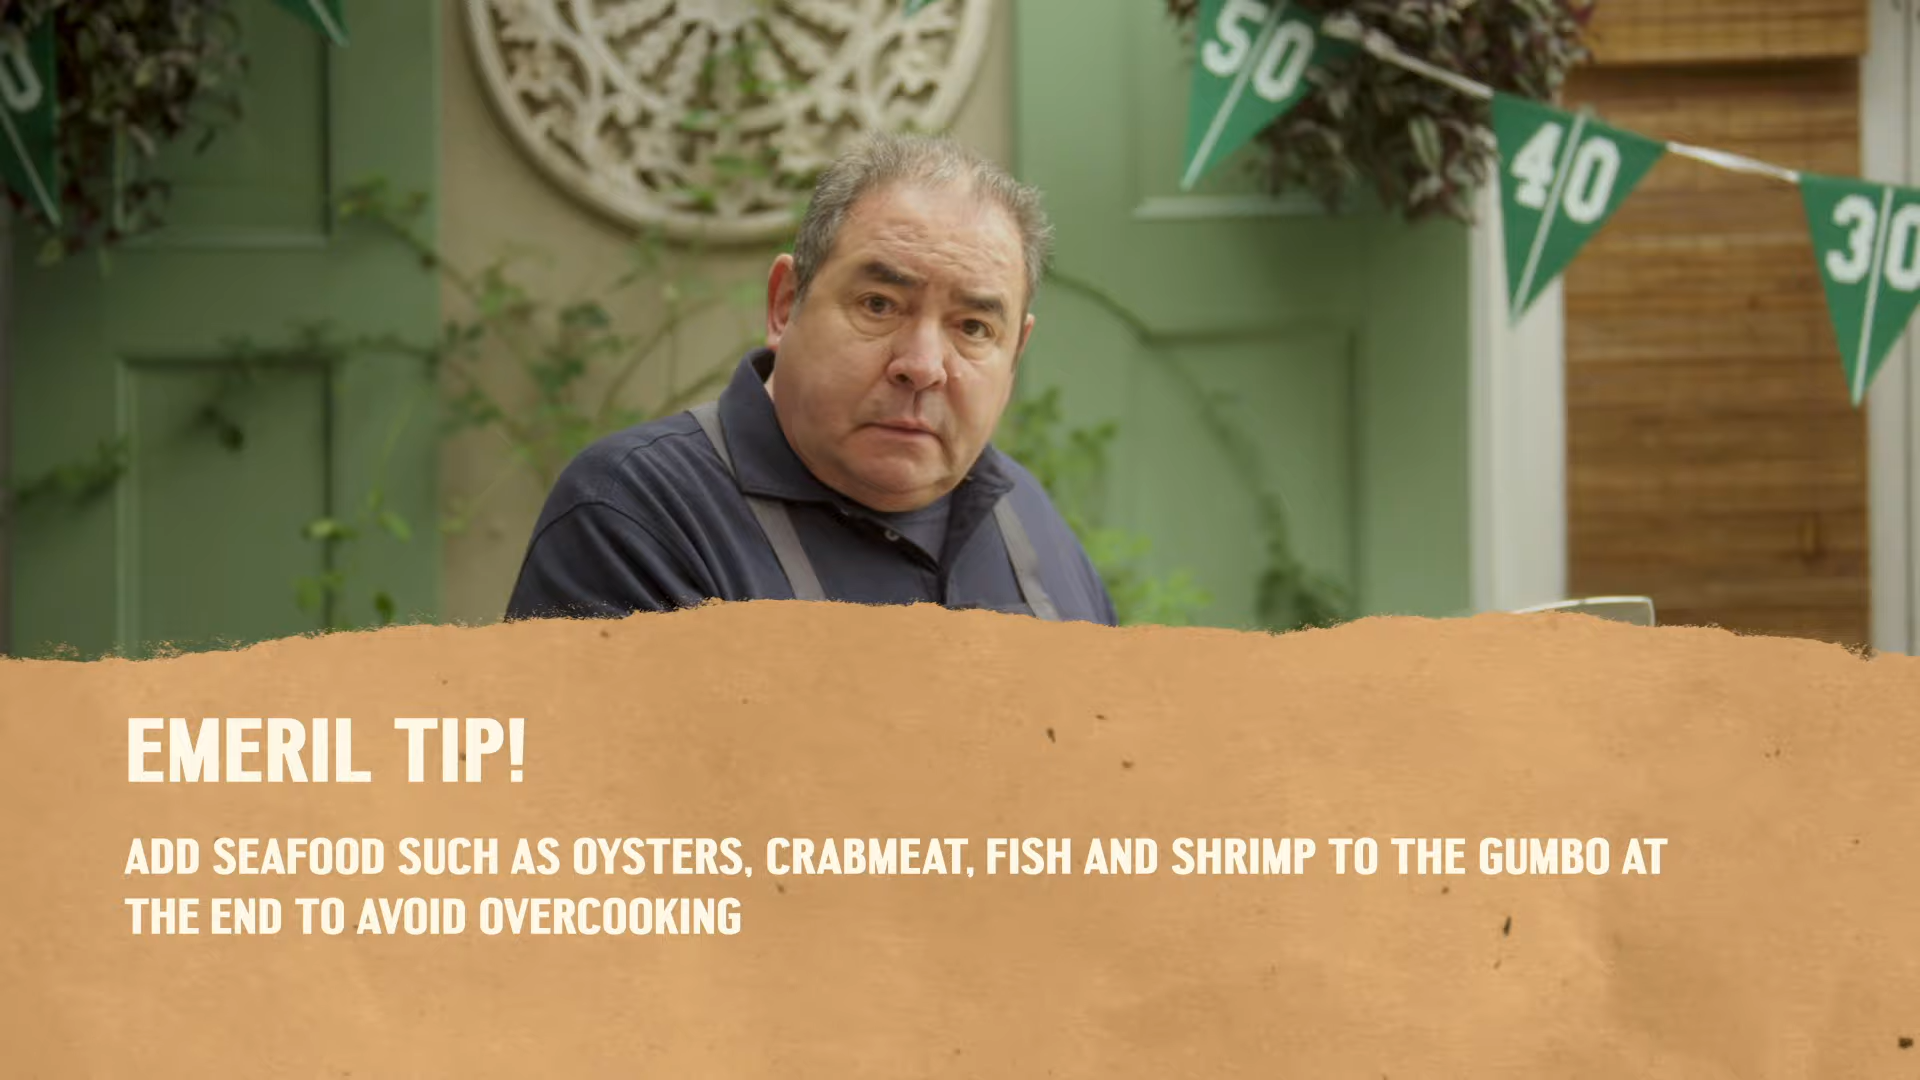 50
40
30
0
EMERIL TIP!
ADD SEAFOOD SUCH AS OYSTERS, CRABMEAT, FISH AND SHRIMP TO THE GUMBO AT
THE END TO AVOID OVERCOOKING